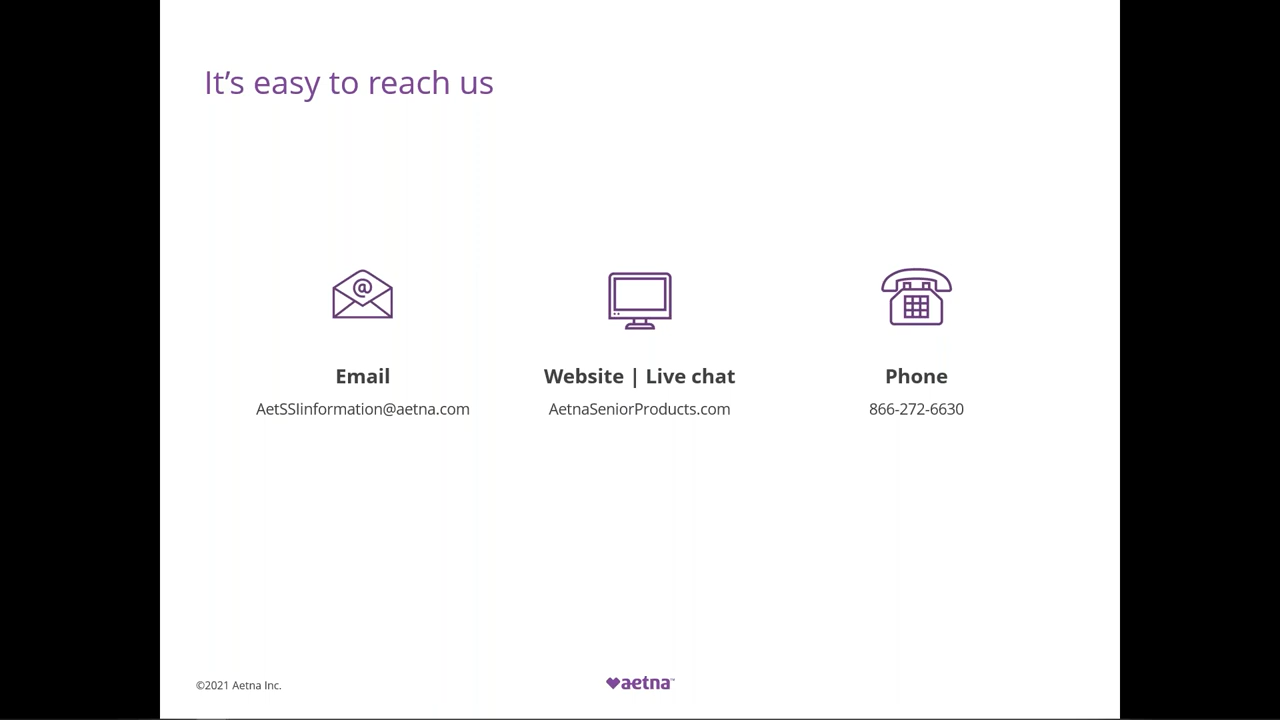 It’s easy to reach us
@
Email
Website | Live chat
Phone
AetSSIinformation@aetna.com
AetnaSeniorProducts.com
866-272-6630
©2021 Aetna Inc.
aetna™